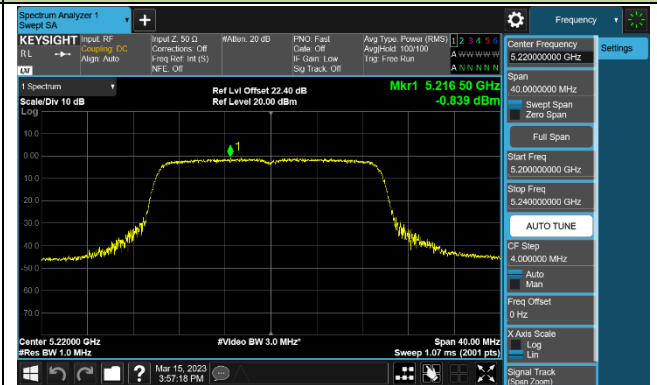 Spectrum Analyzer 1
Swept SA
+
Frequency
KEYSIGHT
RL
LXI
Input: RF
Coupling: DC
Align: Auto
Input Z: 50 Ω
Corrections: Off
Freq Ref: Int (S)
NFE: Off
#Atten: 20 dB
PNO: Fast
Gate: Off
IF Gain: Low
Sig Track: Off
Avg Type: Power (RMS)
Avg|Hold: 100/100
Trig: Free Run
1 2 3 4 5 6
A W W W W W
A N N N N N
1 Spectrum
Scale/Div 10 dB
Log
Ref Lvl Offset 22.40 dB
Ref Level 20.00 dBm
Mkr1 5.216 50 GHz
-0.839 dBm
10.0
0.00
10.0
20.0
30.0
40.0
-50.0
60.0
70.0
1
Center 5.22000 GHz
#Res BW 1.0 MHz
#Video BW 3.0 MHz*
Span 40.00 MHz
Sweep 1.07 ms (2001 pts)
Center Frequency
5.220000000 GHz
Settings
Span
40.0000000 MHz
Swept Span
Zero Span
Full Span
Start Freq
5.200000000 GHz
Stop Freq
5.240000000 GHz
AUTO TUNE
CF Step
4.000000 MHz
Auto
Man
Freq Offset
0 Hz
X Axis Scale
Log
Lin
Signal Track
(Span Zoom)
?
Mar 15, 2023
3:57:18 PM